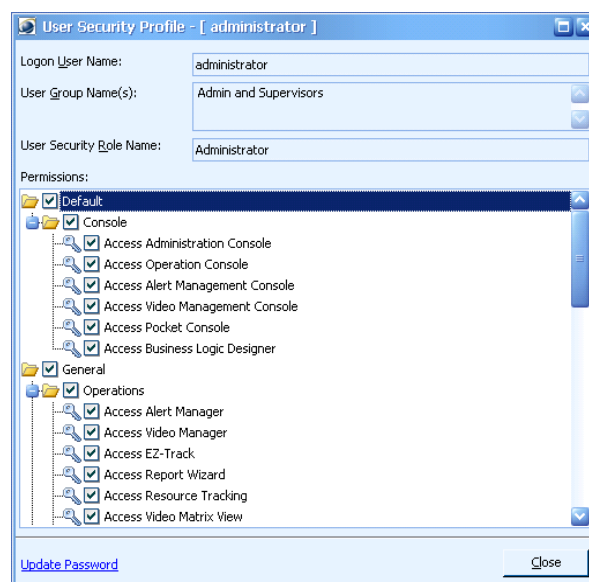 User Security Profile - [ administrator ]
Logon User Name: administrator
User Group Name(s): Admin and Supervisors
User Security Role Name: Administrator
Permissions:
Default
Console
Access Administration Console
Access Operation Console
Access Alert Management Console
Access Video Management Console
Access Pocket Console
Access Business Logic Designer
General
Operations
Access Alert Manager
Access Video Manager
Access EZ-Track
Access Report Wizard
Access Resource Tracking
Access Video Matrix View
Update Password
Close